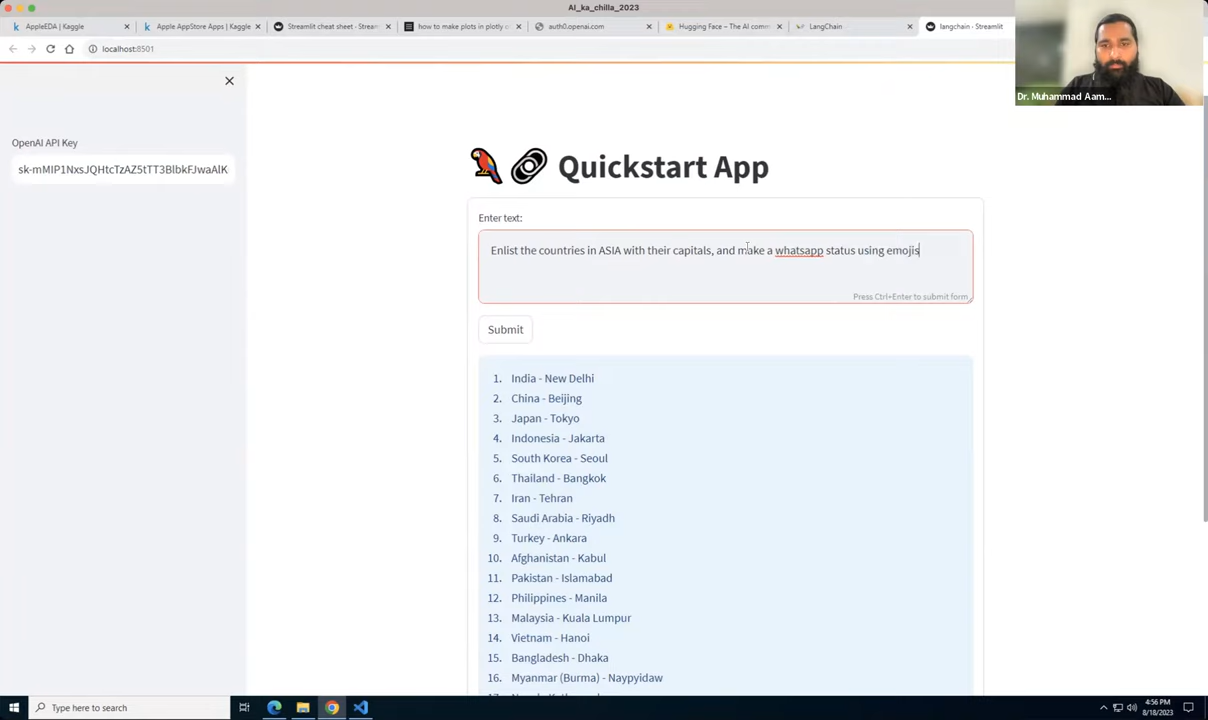 AI_ka_chilla_2023
AppleEDA | Kaggle
Apple AppStore Apps | Kaggle
Streamlit cheat sheet - Stream
how to make plots in plotly
auth0.openai.com
Hugging Face – The AI comm
LangChain
langchain · Streamlit
localhost:8501
Dr. Muhammad Aam...
OpenAI API Key
Quickstart App
Enter text:
Enlist the countries in ASIA with their capitals, and make a whatsapp status using emojis
Press Ctrl+Enter to submit form
Submit
1. India - New Delhi
2. China - Beijing
3. Japan - Tokyo
4. Indonesia - Jakarta
5. South Korea - Seoul
6. Thailand - Bangkok
7. Iran - Tehran
8. Saudi Arabia - Riyadh
9. Turkey - Ankara
10. Afghanistan - Kabul
11. Pakistan - Islamabad
12. Philippines - Manila
13. Malaysia - Kuala Lumpur
14. Vietnam - Hanoi
15. Bangladesh - Dhaka
16. Myanmar (Burma) - Naypyidaw
Type here to search
4:56 PM
8/18/2023